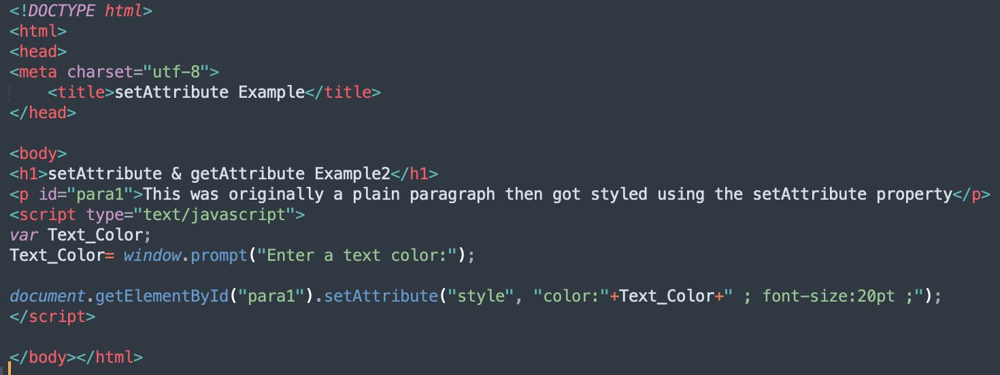 <!DOCTYPE html>
<html>
<head>
<meta charset="utf-8">
    <title>setAttribute Example</title>
</head>

<body>
<h1>setAttribute & getAttribute Example2</h1>
<p id="para1">This was originally a plain paragraph then got styled using the setAttribute property</p>
<script type="text/javascript">
var Text_Color;
Text_Color= window.prompt("Enter a text color:");

document.getElementById("para1").setAttribute("style", "color:"+Text_Color+" ; font-size:20pt ;");
</script>

</body></html>